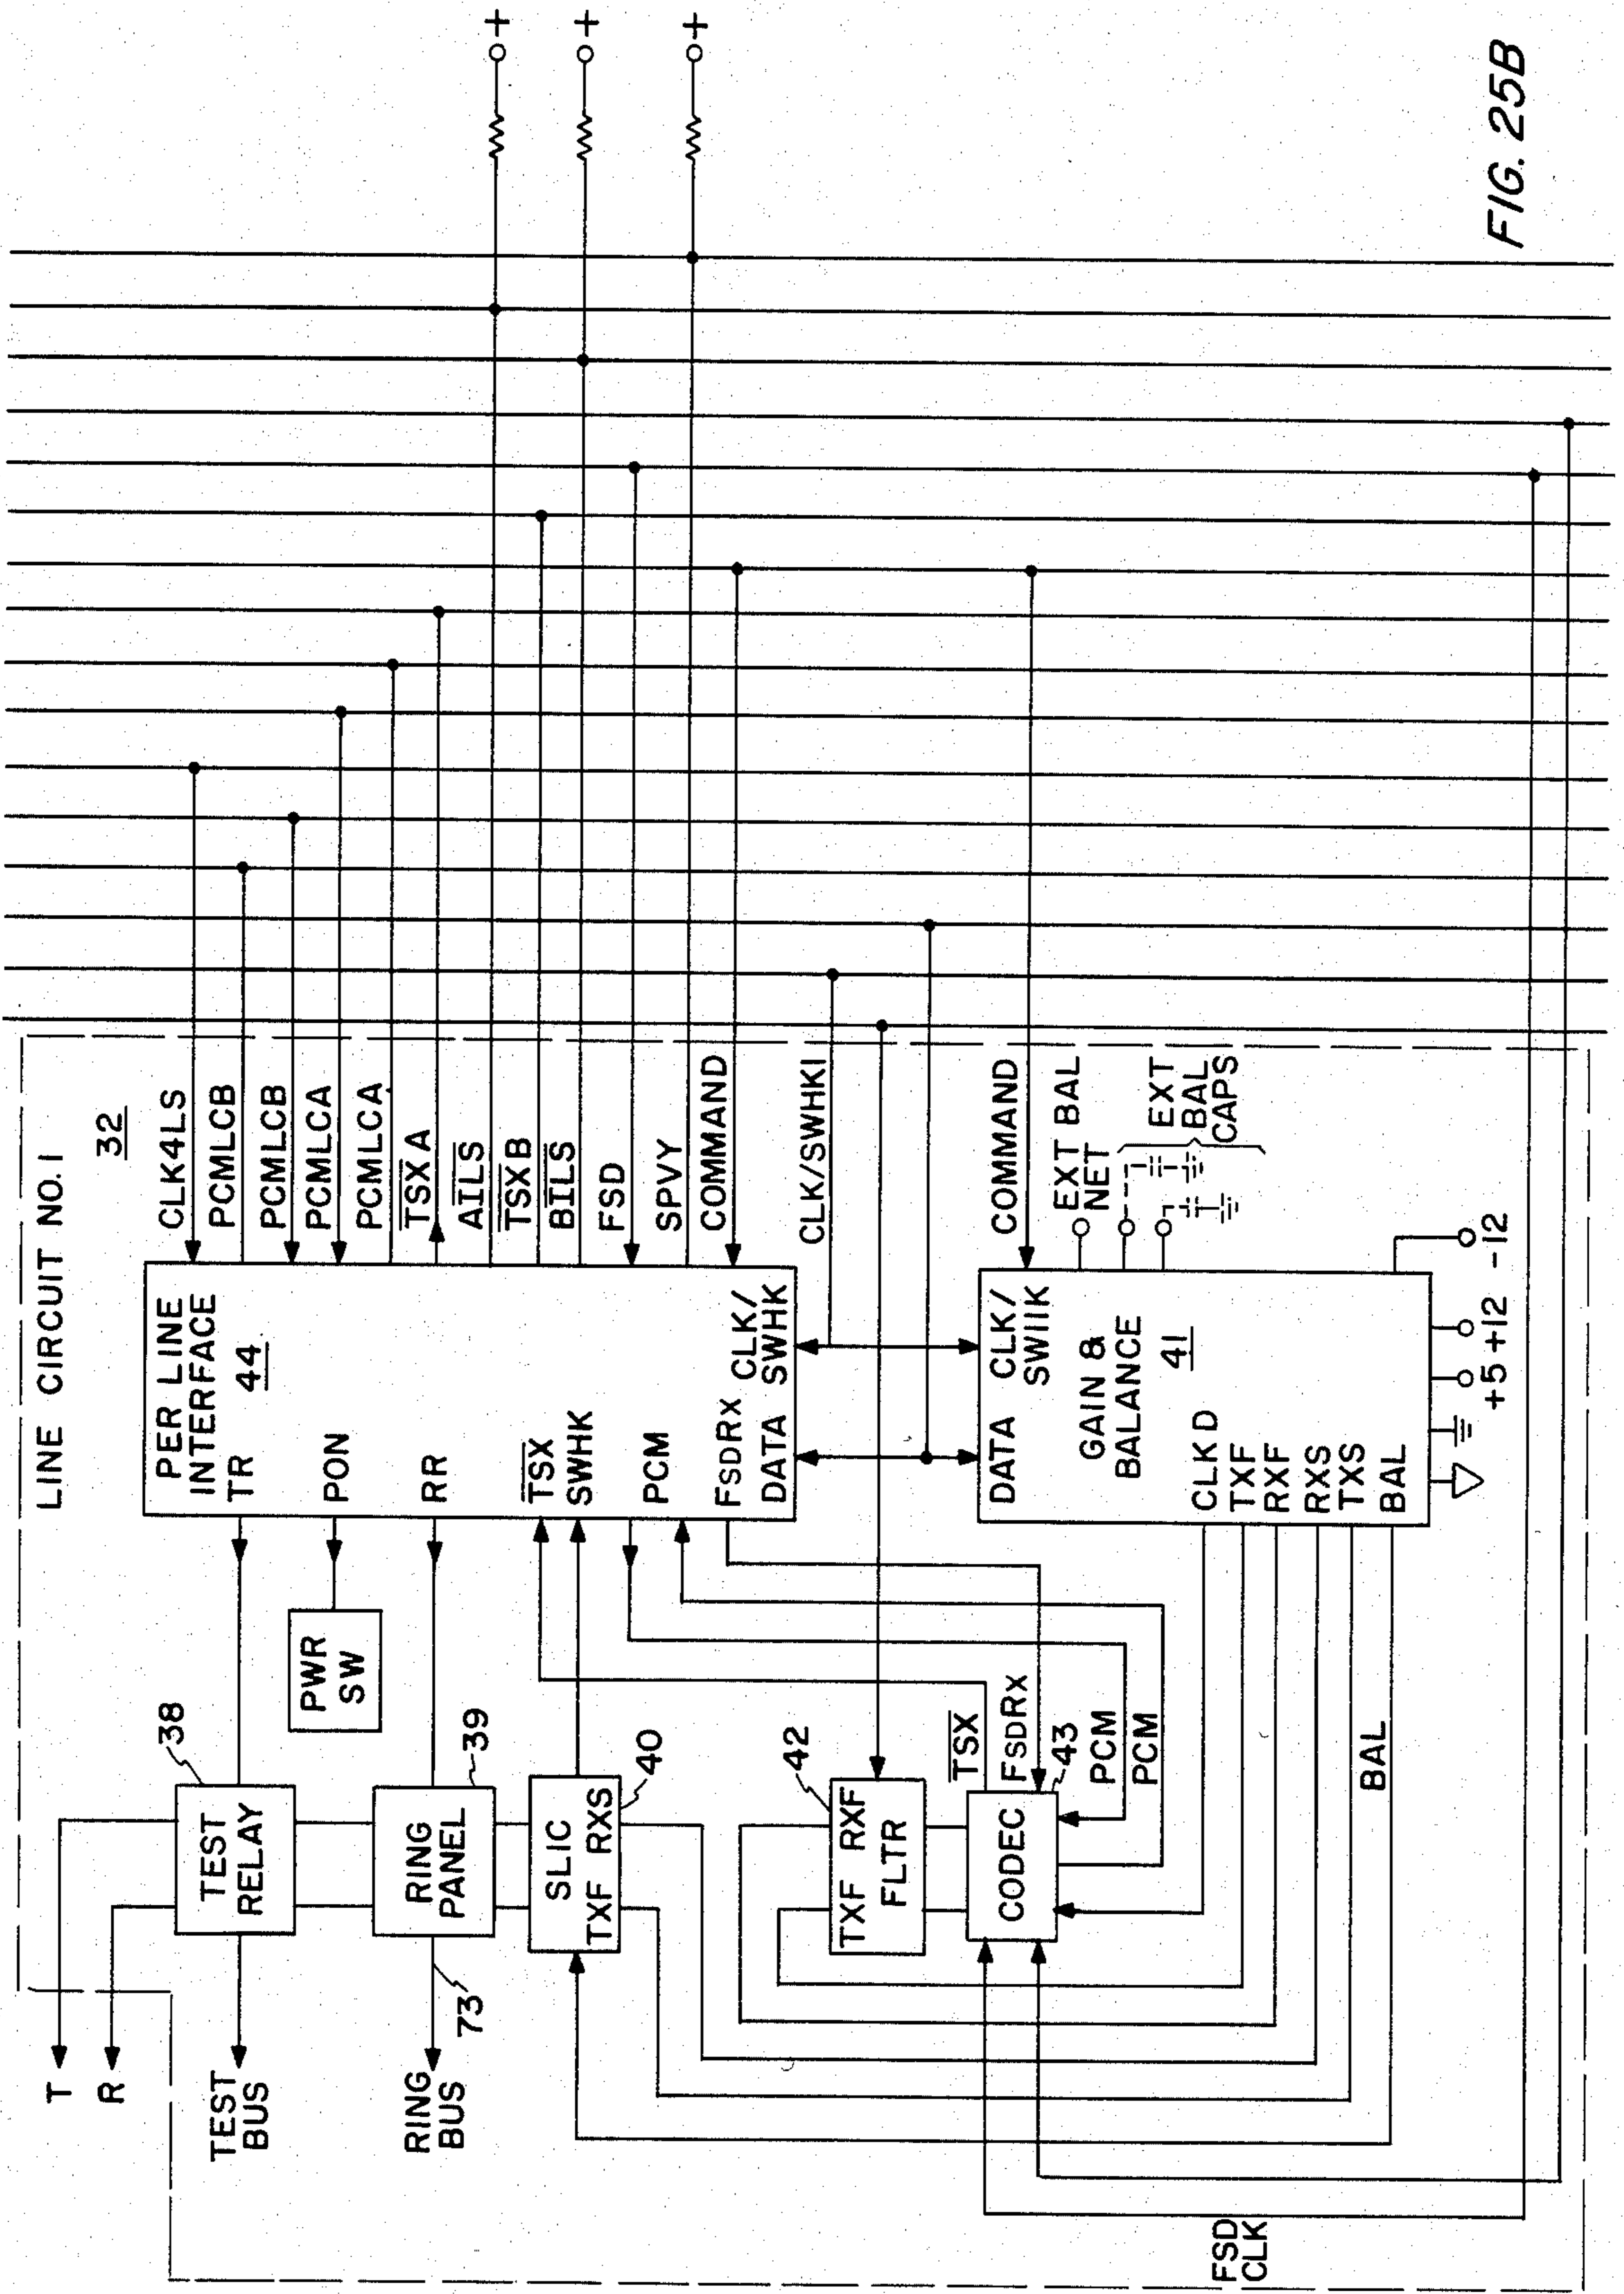 FIG. 25B
LINE CIRCUIT NO. 1
32
T
R
TEST
BUS
RING
BUS
73
38
TEST
RELAY
39
RING
PANEL
40
SLIC
TXF RXS
PWR
SW
PER LINE
INTERFACE
44
TR
PON
RR
TSX
SWHK
PCM
FSDRX
DATA
CLK/
SWHK
CLK4LS
PCMLCB
PCMLCB
PCMLCA
PCMLCA
TSXA
AILS
TSXB
BILS
FSD
SPVY
COMMAND
CLK/SWHKI
+
+
+
42
TXF RXF
FLTR
TSX
FSDRX
43
CODEC
PCM
PCM
BAL
DATA
CLK/
SWIIK
GAIN &
BALANCE
41
CLK D
TXF
RXF
RXS
TXS
BAL
COMMAND
EXT BAL
NET
EXT
BAL
CAPS
+5
+12
-12
FSD
CLK